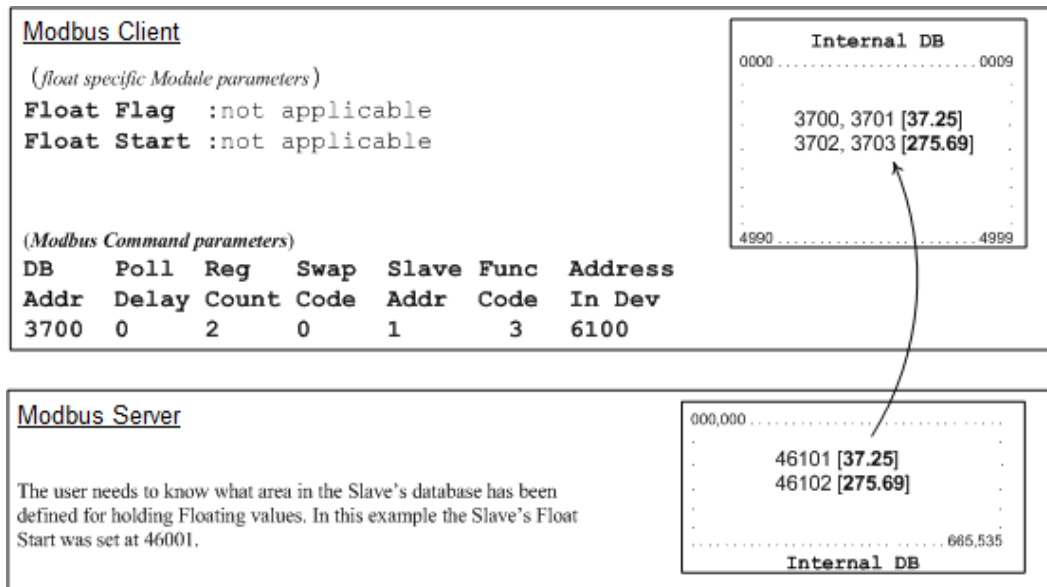 Modbus Client
(float specific Module parameters)
Float Flag :not applicable
Float Start :not applicable
(Modbus Command parameters)
DB Poll Reg Swap Slave Func Address
Addr Delay Count Code Addr Code In Dev
3700 0 2 0 1 3 6100
Internal DB
0000 ........................ 0009
3700, 3701 [37.25]
3702, 3703 [275.69]
4990 ........................ 4999
Modbus Server
The user needs to know what area in the Slave's database has been
defined for holding Floating values. In this example the Slave's Float
Start was set at 46001.
000,000 ..............................
46101 [37.25]
46102 [275.69]
.............................. 665,535
Internal DB